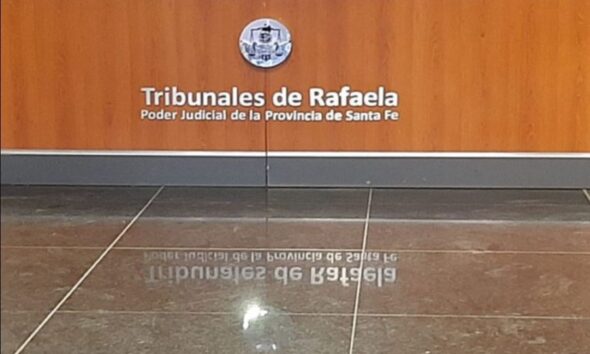 Tribunales de Rafaela
Poder Judicial de la Provincia de Santa Fe